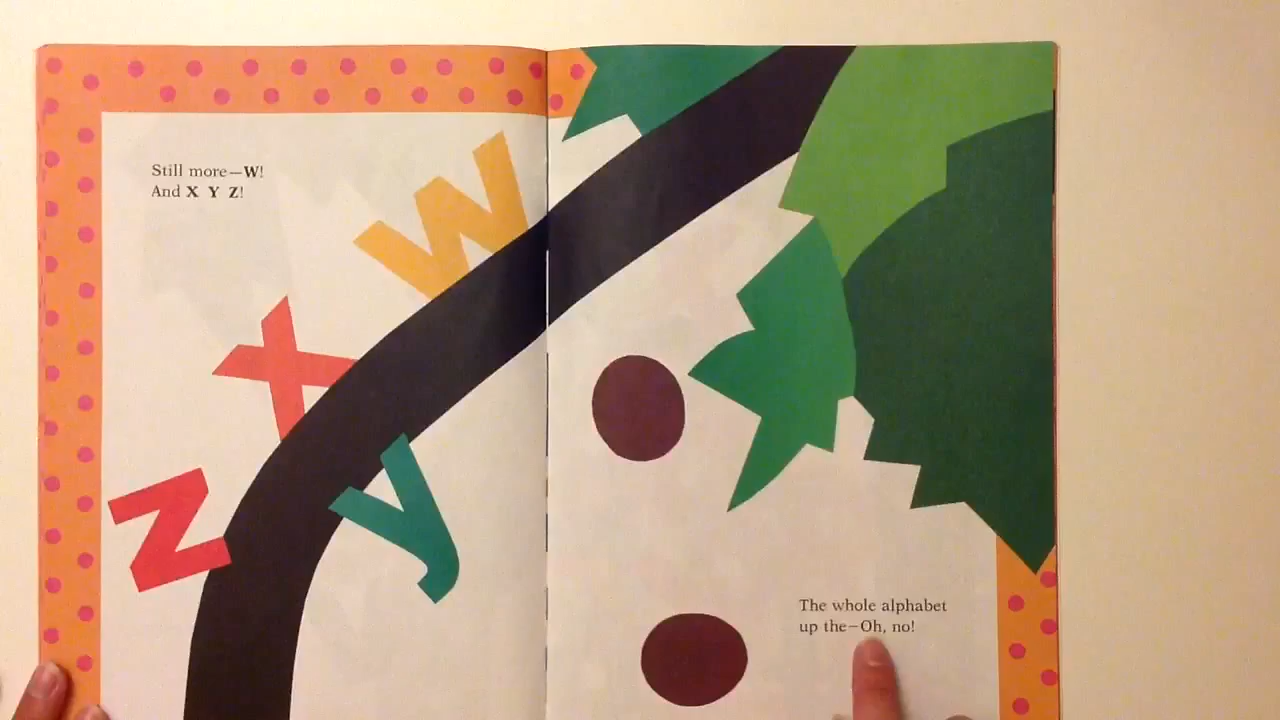 Still more—W!
And X Y Z!
W
X
Y
Z
The whole alphabet
up the—Oh, no!